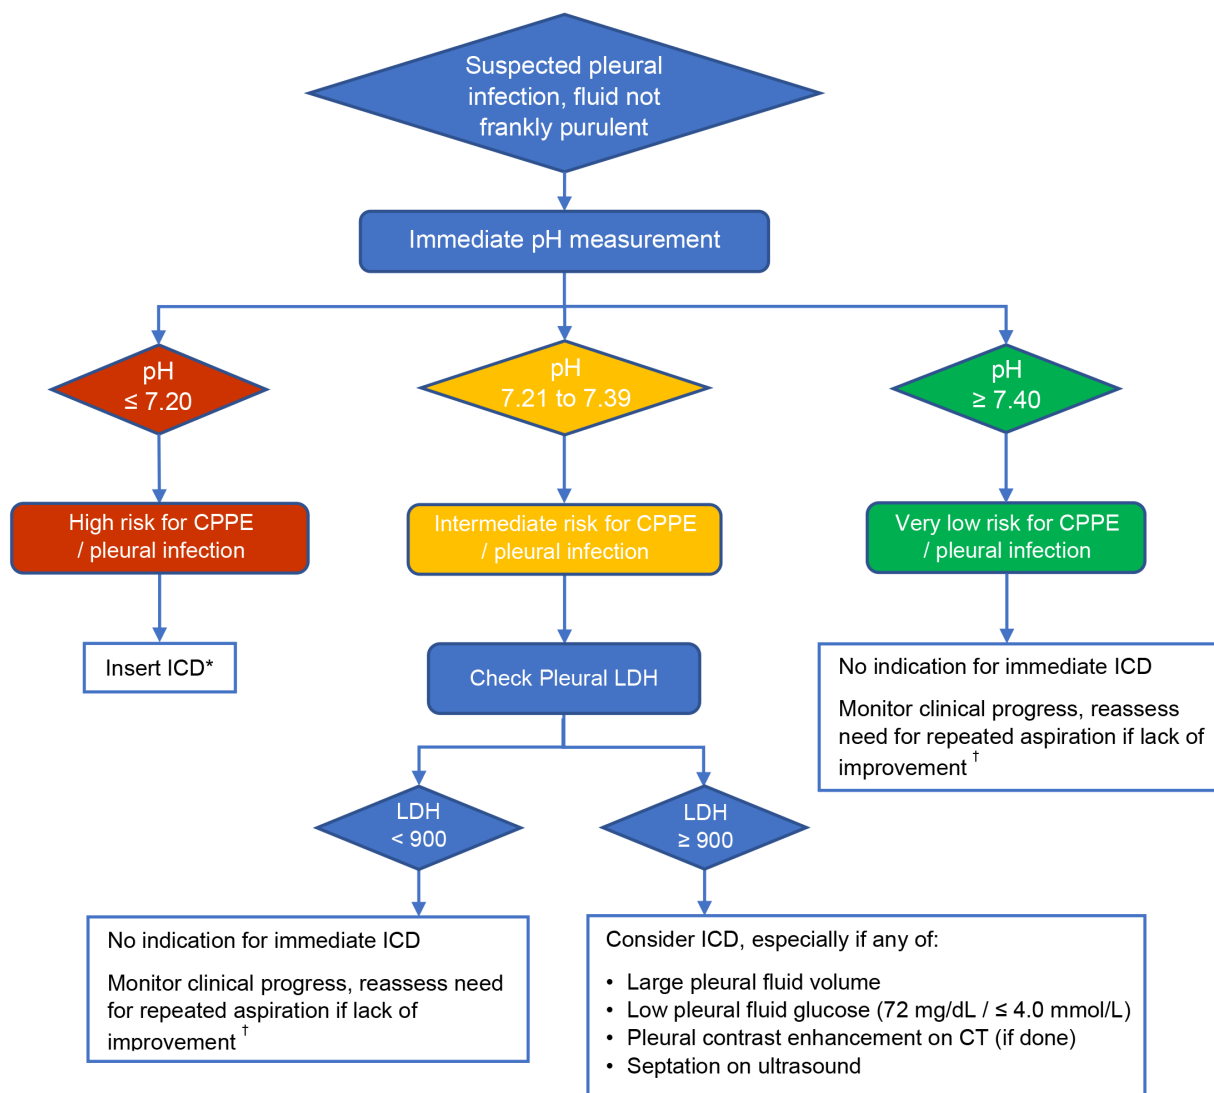 Suspected pleural
infection, fluid not
frankly purulent
Immediate pH measurement
pH
≤ 7.20
pH
7.21 to 7.39
pH
≥ 7.40
High risk for CPPE
/ pleural infection
Intermediate risk for CPPE
/ pleural infection
Very low risk for CPPE
/ pleural infection
Insert ICD*
Check Pleural LDH
No indication for immediate ICD
Monitor clinical progress, reassess
need for repeated aspiration if lack of
improvement †
LDH
< 900
LDH
≥ 900
No indication for immediate ICD
Monitor clinical progress, reassess need
for repeated aspiration if lack of
improvement †
Consider ICD, especially if any of:
• Large pleural fluid volume
• Low pleural fluid glucose (72 mg/dL / ≤ 4.0 mmol/L)
• Pleural contrast enhancement on CT (if done)
• Septation on ultrasound